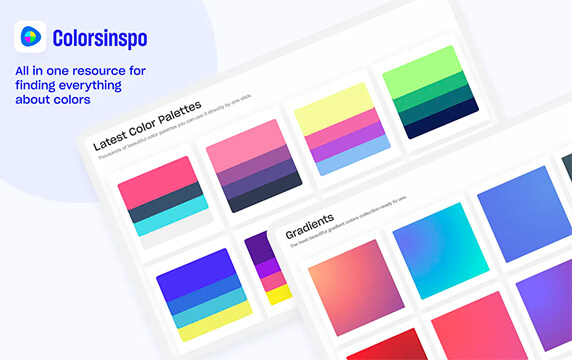 Colorsinspo
All in one resource for
finding everything
about colors
Latest Color Palettes
Thousands of beautiful color palettes you can use it directly by one click.
Gradients
The best beautiful gradient colors collection ready to use.